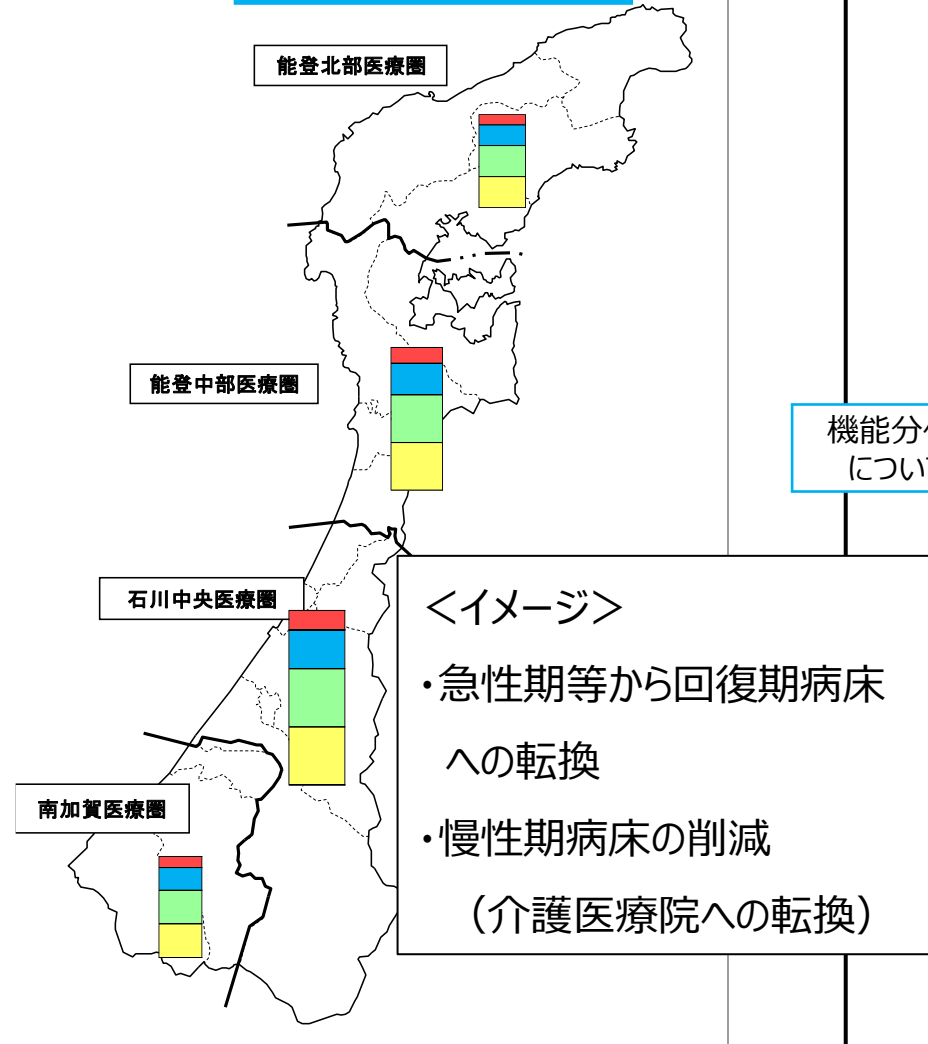 能登北部医療圏
能登中部医療圏
機能分
につい
石川中央医療圏
＜イメージ＞
・急性期等から回復期病床
への転換
・慢性期病床の削減
（介護医療院への転換）
南加賀医療圏